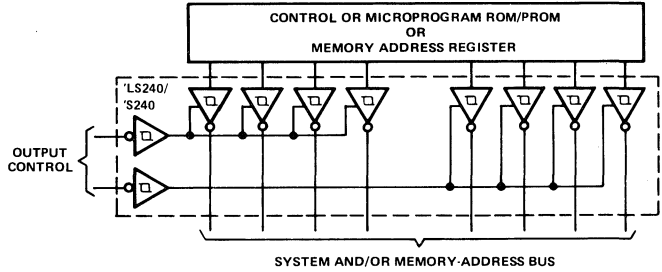 CONTROL OR MICROPROGRAM ROM/PROM
OR
MEMORY ADDRESS REGISTER
'LS240/
'S240
OUTPUT
CONTROL
SYSTEM AND/OR MEMORY-ADDRESS BUS